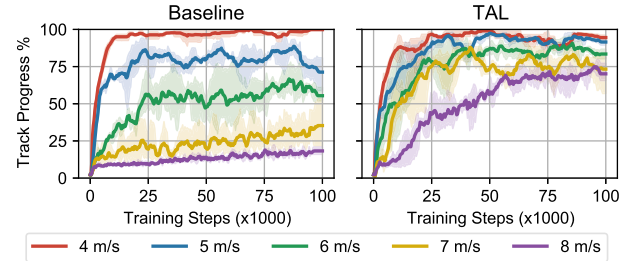 Baseline
TAL
Track Progress %
100
75
50
25
0
0 25 50 75 100
0 25 50 75 100
Training Steps (x1000)
Training Steps (x1000)
4 m/s 5 m/s 6 m/s 7 m/s 8 m/s